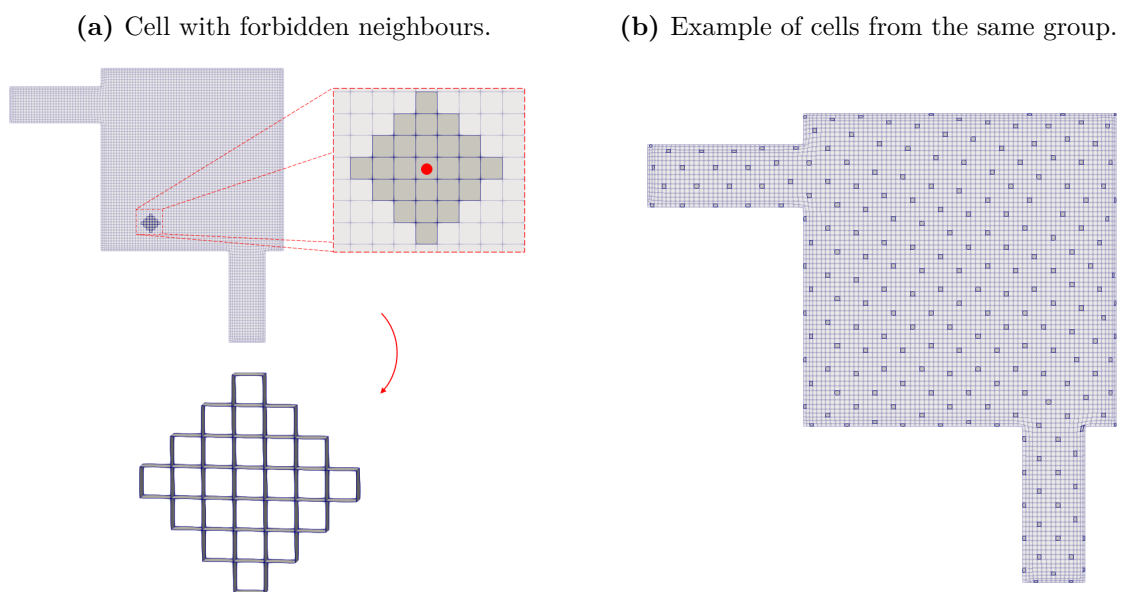 (a) Cell with forbidden neighbours.
(b) Example of cells from the same group.